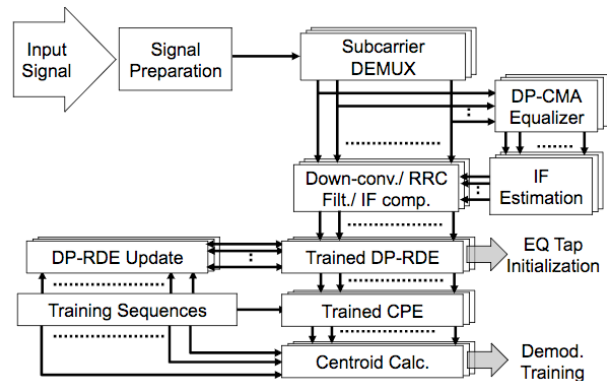 Input
Signal
Signal
Preparation
Subcarrier
DEMUX
DP-CMA
Equalizer
IF
Estimation
Down-conv./ RRC
Filt./ IF comp.
DP-RDE Update
Trained DP-RDE
EQ Tap
Initialization
Training Sequences
Trained CPE
Centroid Calc.
Demod.
Training